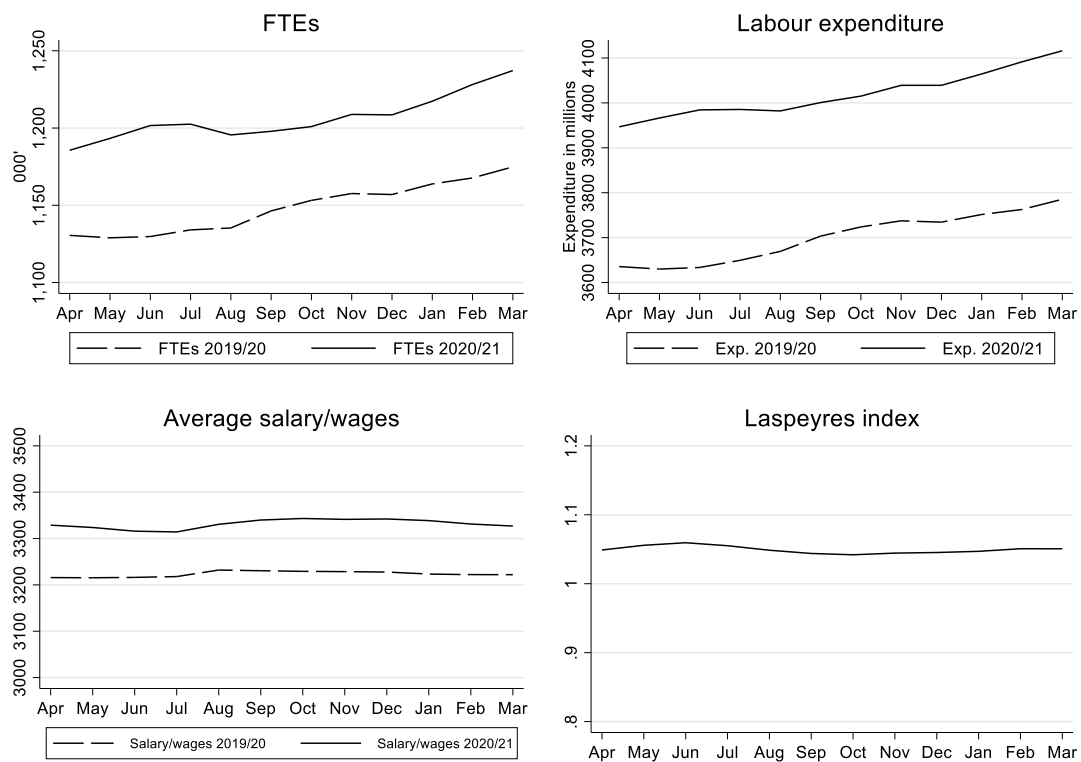 FTEs
1,250
1,200
1,150
1,100
000'
Apr May Jun Jul Aug Sep Oct Nov Dec Jan Feb Mar
FTEs 2019/20 FTEs 2020/21
Labour expenditure
4100
4000
3900
3800
3700
3600
Expenditure in millions
Apr May Jun Jul Aug Sep Oct Nov Dec Jan Feb Mar
Exp. 2019/20 Exp. 2020/21
Average salary/wages
3500
3400
3300
3200
3100
3000
Apr May Jun Jul Aug Sep Oct Nov Dec Jan Feb Mar
Salary/wages 2019/20 Salary/wages 2020/21
Laspeyres index
1.2
1.1
1
.9
.8
Apr May Jun Jul Aug Sep Oct Nov Dec Jan Feb Mar